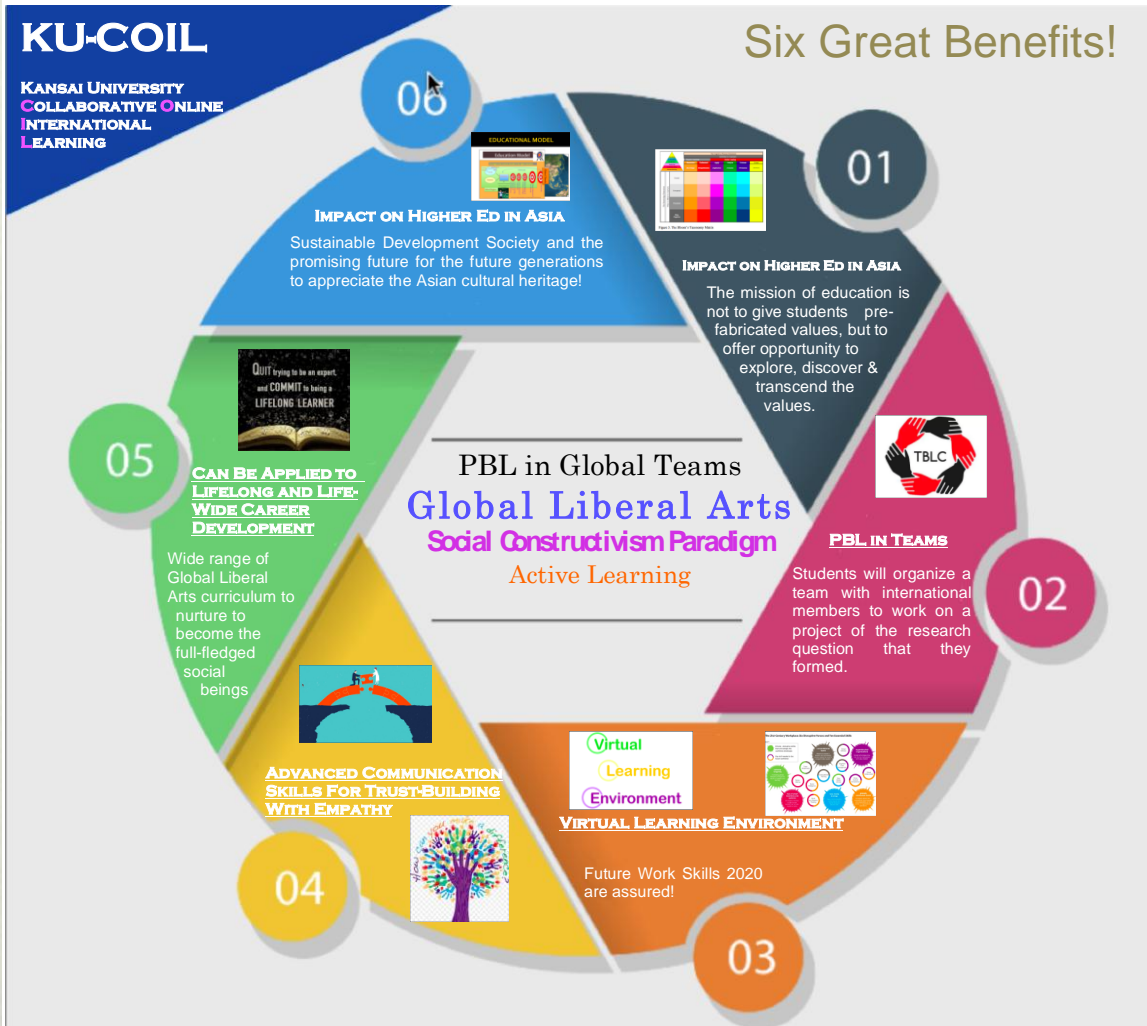 KU-COIL
KANSAI UNIVERSITY
COLLABORATIVE ONLINE
INTERNATIONAL
LEARNING
Six Great Benefits!
06
EDUCATIONAL MODEL
Education Model
IMPACT ON HIGHER ED IN ASIA
Sustainable Development Society and the
promising future for the future generations
to appreciate the Asian cultural heritage!
01
IMPACT ON HIGHER ED IN ASIA
The mission of education is
not to give students pre-
fabricated values, but to
offer opportunity to
explore, discover &
transcend the
values.
TBLC
PBL IN TEAMS
02
Students will organize a
team with international
members to work on a
project of the research
question that they
formed.
Virtual
Learning
Environment
VIRTUAL LEARNING ENVIRONMENT
Future Work Skills 2020
are assured!
03
ADVANCED COMMUNICATION
SKILLS FOR TRUST-BUILDING
WITH EMPATHY
04
QUIT trying to be an expert,
and COMMIT to being a
LIFELONG LEARNER
05
CAN BE APPLIED TO
LIFELONG AND LIFE-
WIDE CAREER
DEVELOPMENT
Wide range of
Global Liberal
Arts curriculum to
nurture to
become the
full-fledged
social
beings
PBL in Global Teams
Global Liberal Arts
Social Constructivism Paradigm
Active Learning